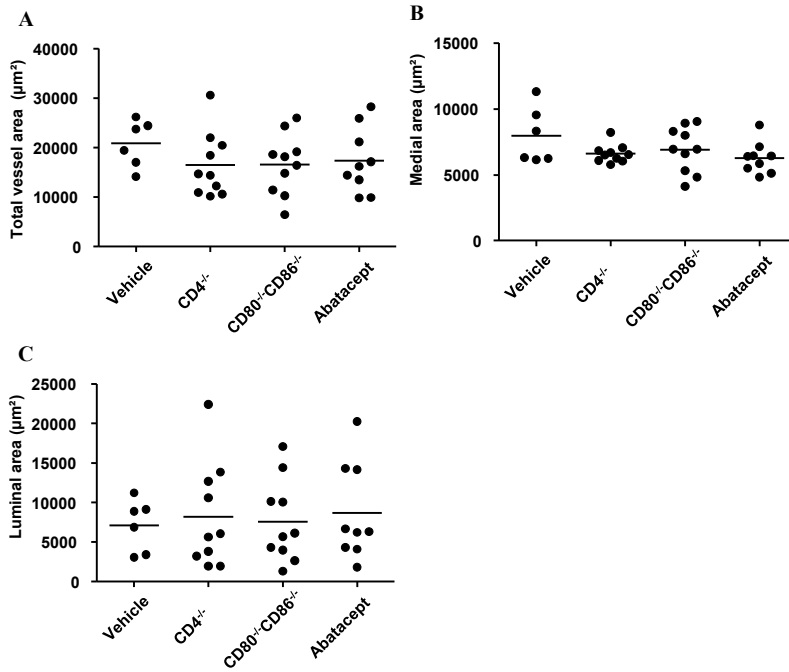 A
Total vessel area (µm²)
40000
30000
20000
10000
0
Vehicle
CD4-/-
CD80-/-CD86-/-
Abatacept
B
Medial area (µm²)
15000
10000
5000
0
Vehicle
CD4-/-
CD80-/-CD86-/-
Abatacept
C
Luminal area (µm²)
25000
20000
15000
10000
5000
0
Vehicle
CD4-/-
CD80-/-CD86-/-
Abatacept